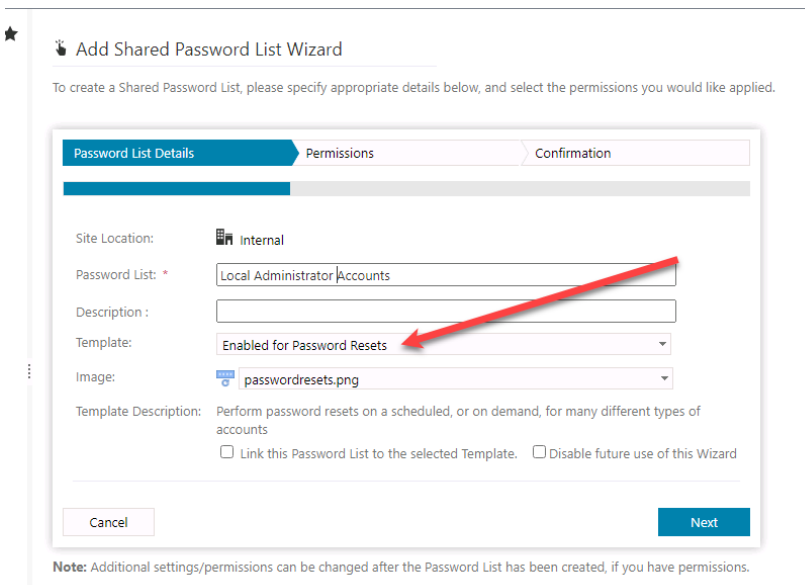 Add Shared Password List Wizard
To create a Shared Password List, please specify appropriate details below, and select the permissions you would like applied.
Password List Details Permissions Confirmation
Site Location: Internal
Password List: * Local Administrator Accounts
Description :
Template: Enabled for Password Resets
Image: passwordresets.png
Template Description: Perform password resets on a scheduled, or on demand, for many different types of
accounts
Link this Password List to the selected Template. Disable future use of this Wizard
Cancel Next
Note: Additional settings/permissions can be changed after the Password List has been created, if you have permissions.